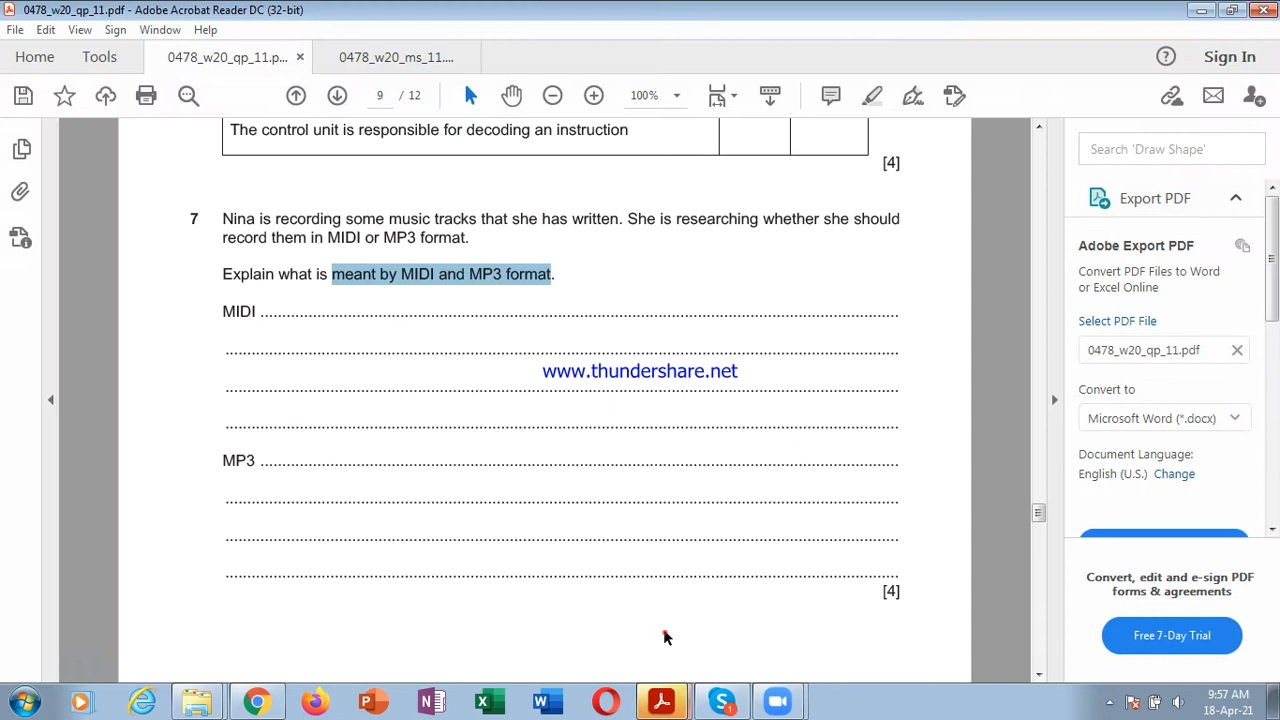 0478_w20_qp_11.pdf - Adobe Acrobat Reader DC (32-bit)
File Edit View Sign Window Help
Home Tools 0478_w20_qp_11.p... × 0478_w20_ms_11.... Sign In
9 / 12 100%
The control unit is responsible for decoding an instruction
[4]
7 Nina is recording some music tracks that she has written. She is researching whether she should
record them in MIDI or MP3 format.
Explain what is meant by MIDI and MP3 format.
MIDI ....................................................................................................
....................................................................................................
www.thundershare.net
....................................................................................................
....................................................................................................
MP3 ....................................................................................................
....................................................................................................
....................................................................................................
....................................................................................................
[4]
Search 'Draw Shape'
Export PDF
Adobe Export PDF
Convert PDF Files to Word
or Excel Online
Select PDF File
0478_w20_qp_11.pdf
Convert to
Microsoft Word (*.docx)
Document Language:
English (U.S.) Change
Convert, edit and e-sign PDF
forms & agreements
Free 7-Day Trial
9:57 AM
18-Apr-21